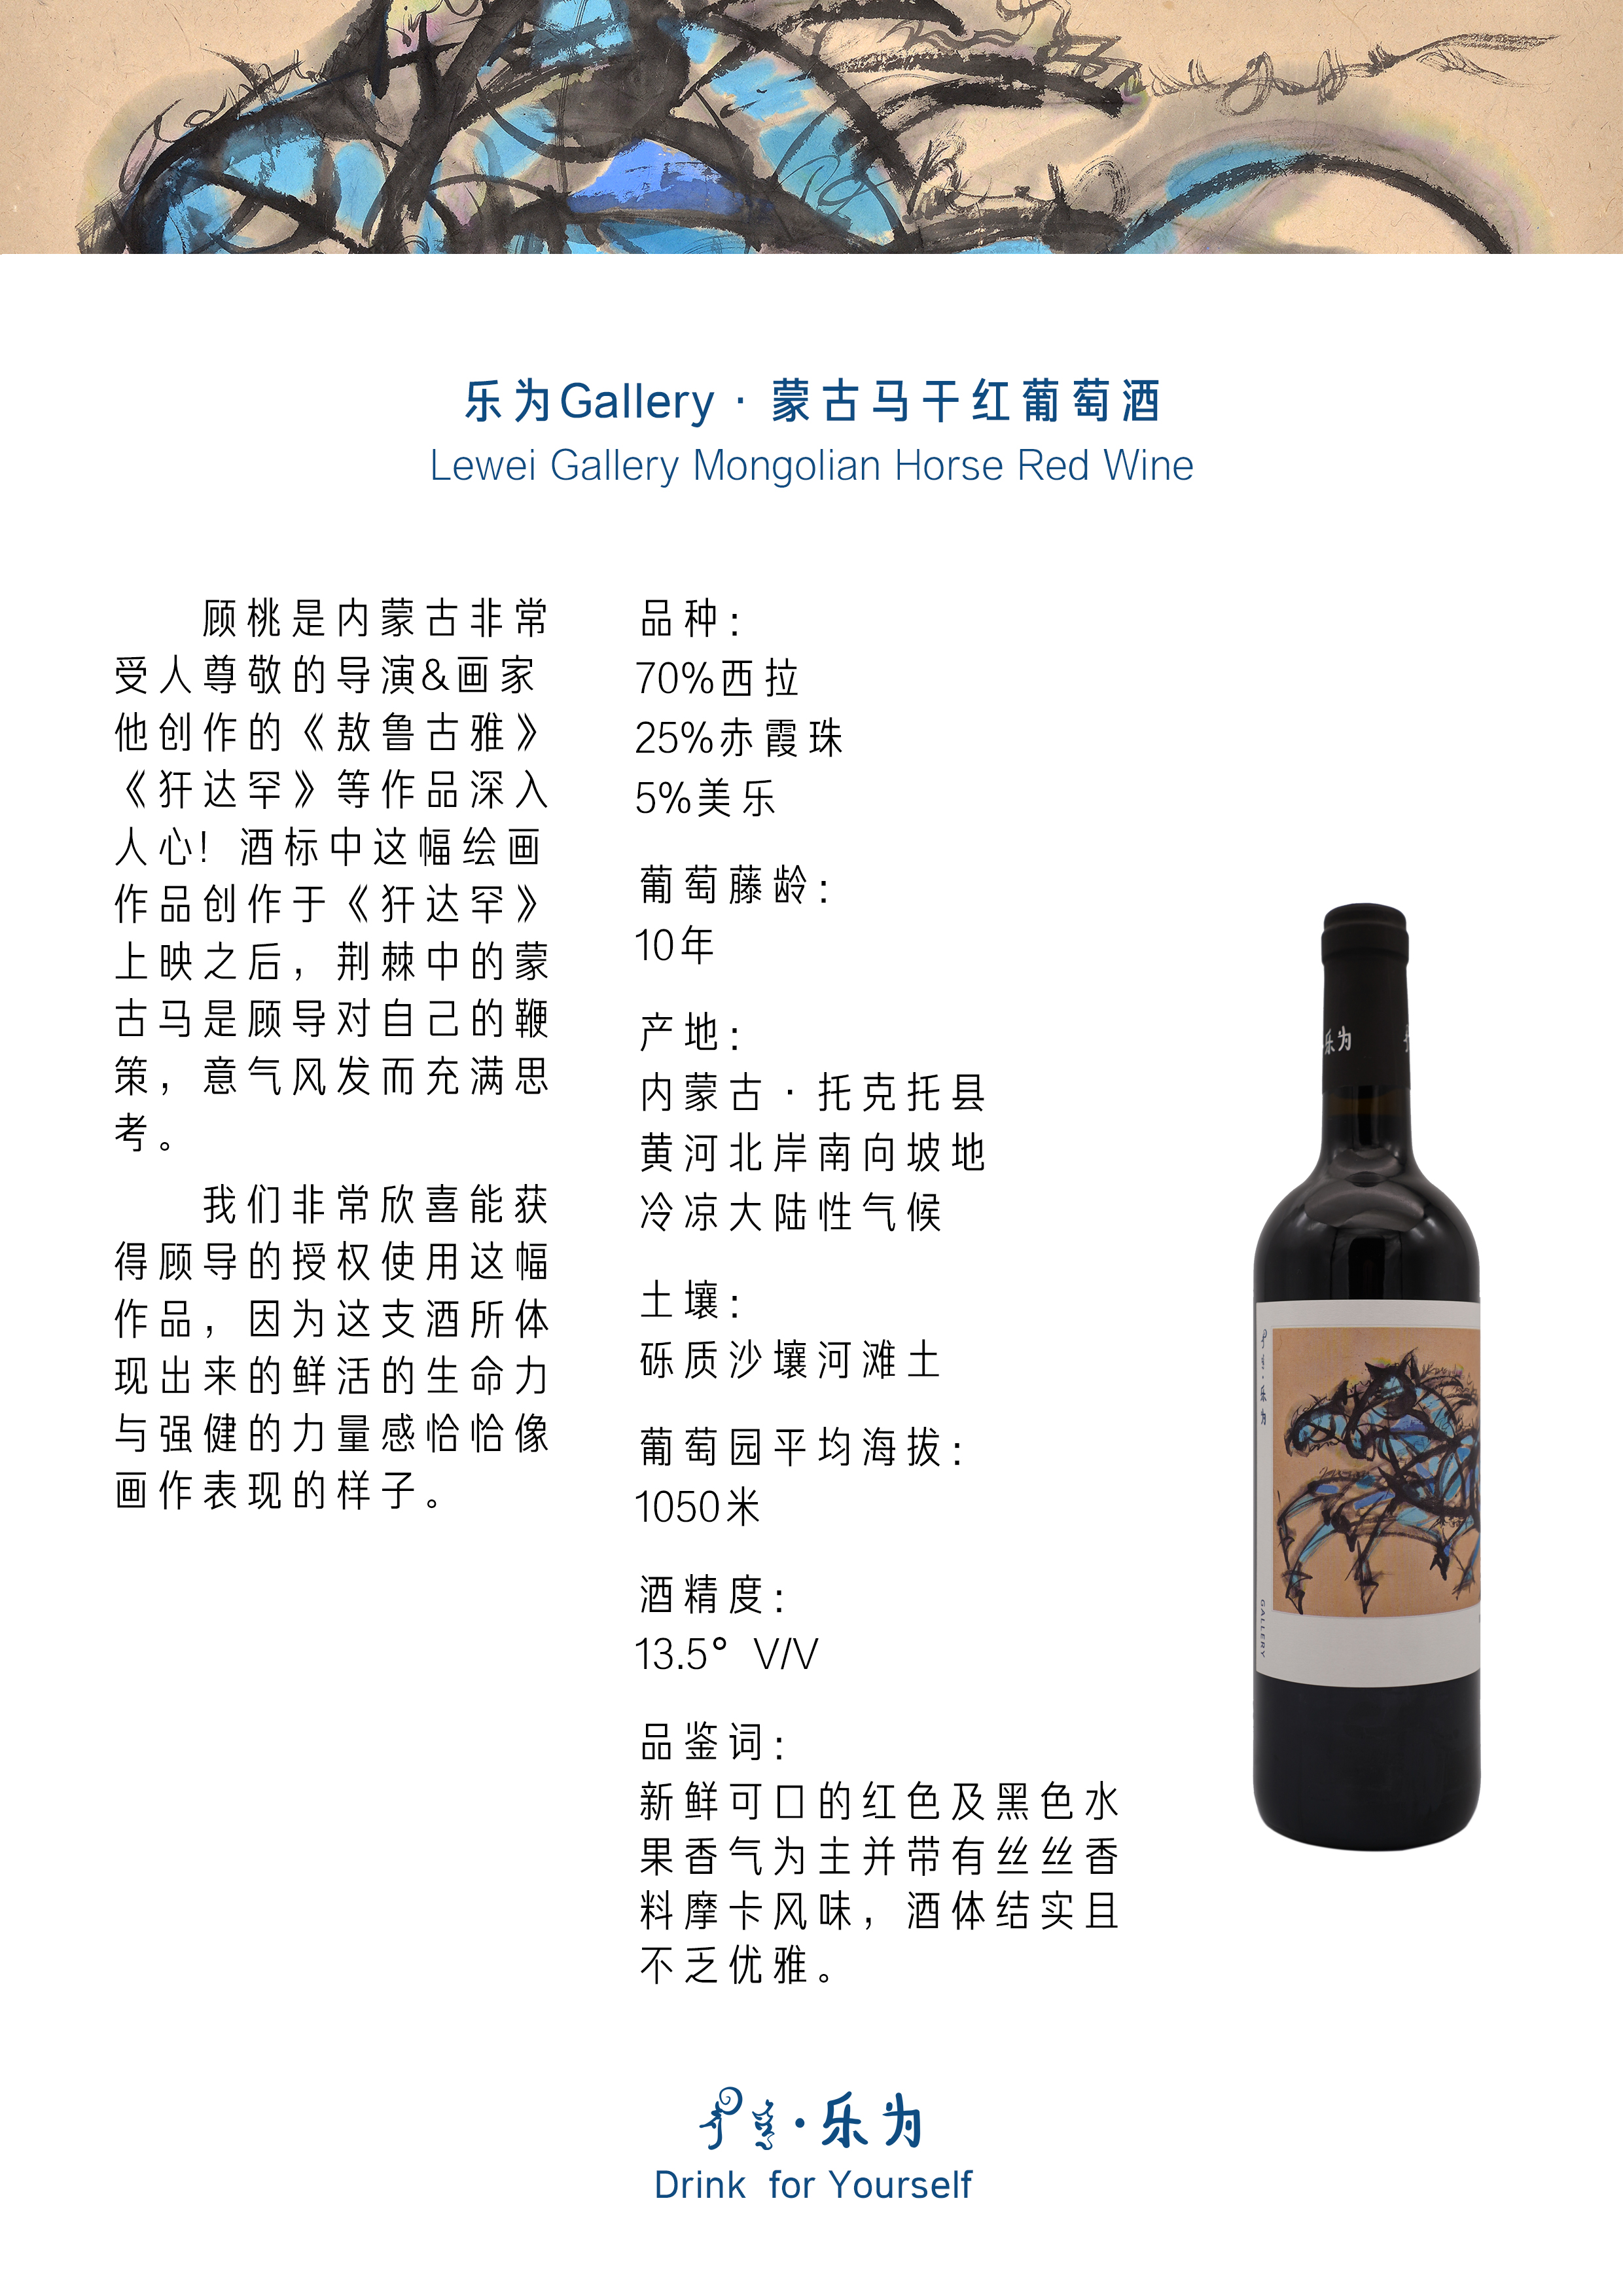 乐为Gallery · 蒙古马干红葡萄酒
Lewei Gallery Mongolian Horse Red Wine
顾桃是内蒙古非常
受人尊敬的导演&画家
他创作的《敖鲁古雅》
《犴达罕》等作品深入
人心! 酒标中这幅绘画
作品创作于《犴达罕》
上映之后，荆棘中的蒙
古马是顾导对自己的鞭
策，意气风发而充满思
考。
我们非常欣喜能获
得顾导的授权使用这幅
作品，因为这支酒所体
现出来的鲜活的生命力
与强健的力量感恰恰像
画作表现的样子。
品种：
70%西拉
25%赤霞珠
5%美乐
葡萄藤龄：
10年
产地：
内蒙古 · 托克托县
黄河北岸南向坡地
冷凉大陆性气候
土壤：
砾质沙壤河滩土
葡萄园平均海拔：
1050米
酒精度：
13.5° V/V
品鉴词：
新鲜可口的红色及黑色水
果香气为主并带有丝丝香
料摩卡风味，酒体结实且
不乏优雅。
乐为
·乐为
GALLERY
·乐为
Drink for Yourself